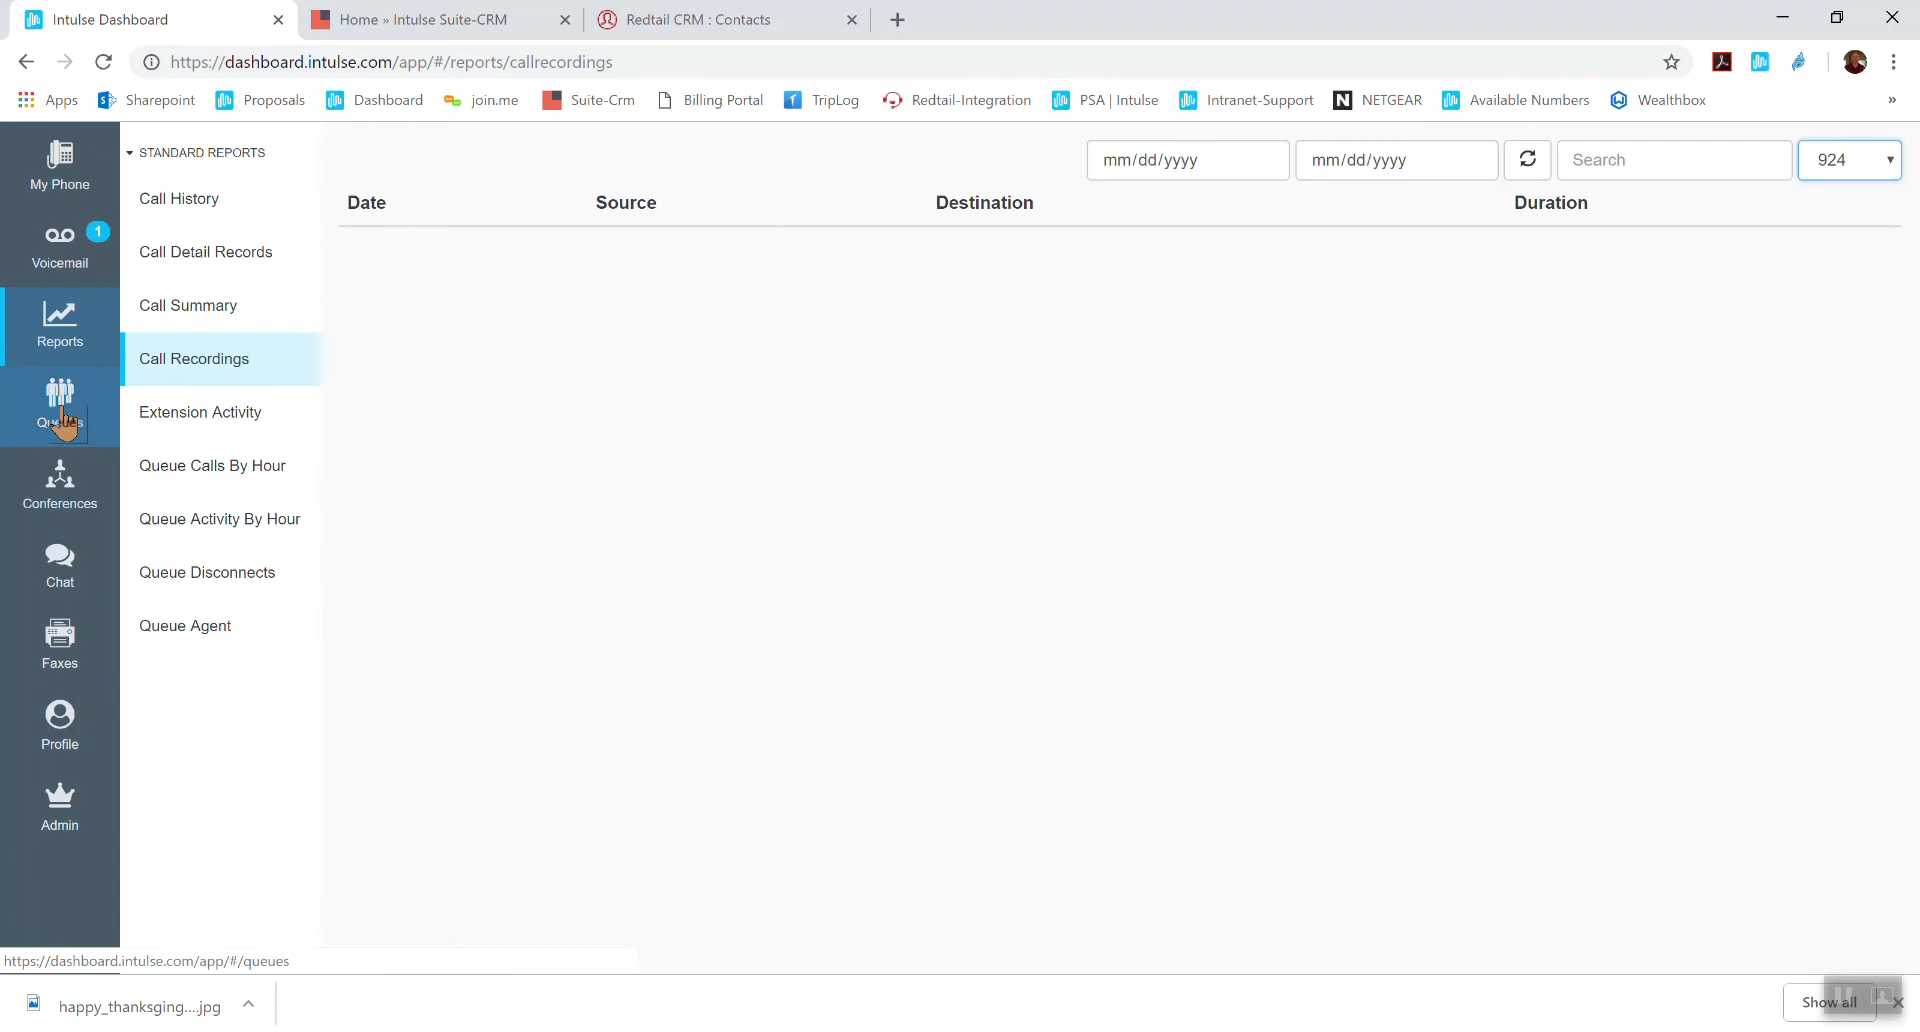 Intulse Dashboard
Home » Intulse Suite-CRM
Redtail CRM : Contacts
https://dashboard.intulse.com/app/#/reports/callrecordings
Apps
Sharepoint
Proposals
Dashboard
join.me
Suite-Crm
Billing Portal
TripLog
Redtail-Integration
PSA | Intulse
Intranet-Support
NETGEAR
Available Numbers
Wealthbox
»
My Phone
1
Voicemail
Reports
Conferences
Chat
Faxes
Profile
Admin
STANDARD REPORTS
Call History
Call Detail Records
Call Summary
Call Recordings
Extension Activity
Queue Calls By Hour
Queue Activity By Hour
Queue Disconnects
Queue Agent
mm/dd/yyyy
mm/dd/yyyy
Search
924
Date
Source
Destination
Duration
https://dashboard.intulse.com/app/#/queues
happy_thanksging....jpg
Show all